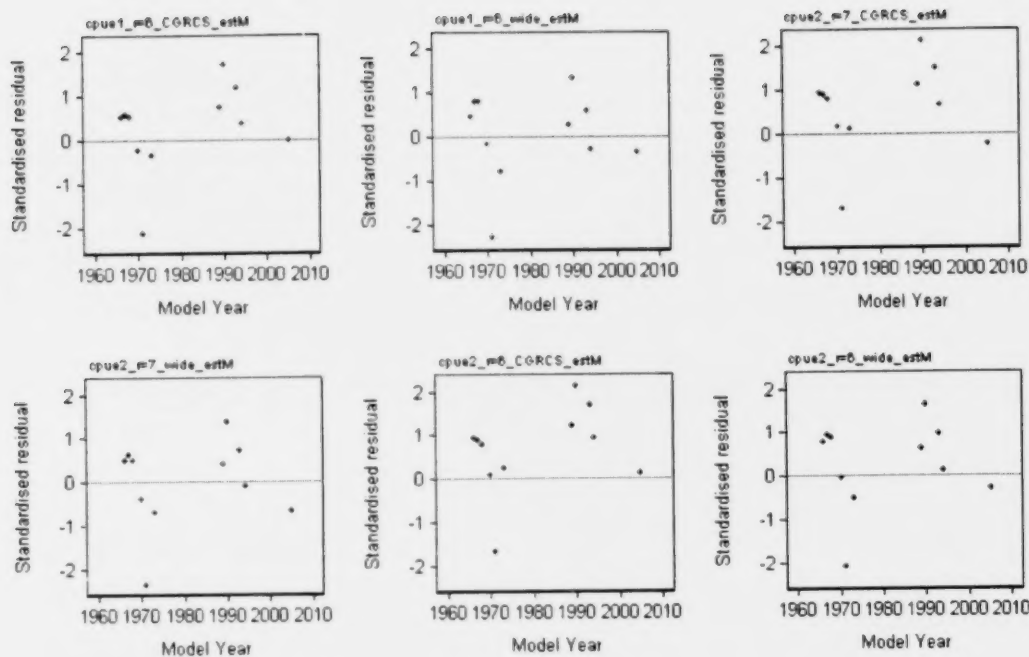 cpue1_r=6_CGRCS_estM
Standardised residual
2
1
0
-1
-2
1960 1970 1980 1990 2000 2010
Model Year
cpue1_r=6_wide_estM
Standardised residual
2
1
0
-1
-2
1960 1970 1980 1990 2000 2010
Model Year
cpue2_r=7_CGRCS_estM
Standardised residual
2
1
0
-1
-2
1960 1970 1980 1990 2000 2010
Model Year
cpue2_r=7_wide_estM
Standardised residual
2
1
0
-1
-2
1960 1970 1980 1990 2000 2010
Model Year
cpue2_r=6_CGRCS_estM
Standardised residual
2
1
0
-1
-2
1960 1970 1980 1990 2000 2010
Model Year
cpue2_r=6_wide_estM
Standardised residual
2
1
0
-1
-2
1960 1970 1980 1990 2000 2010
Model Year